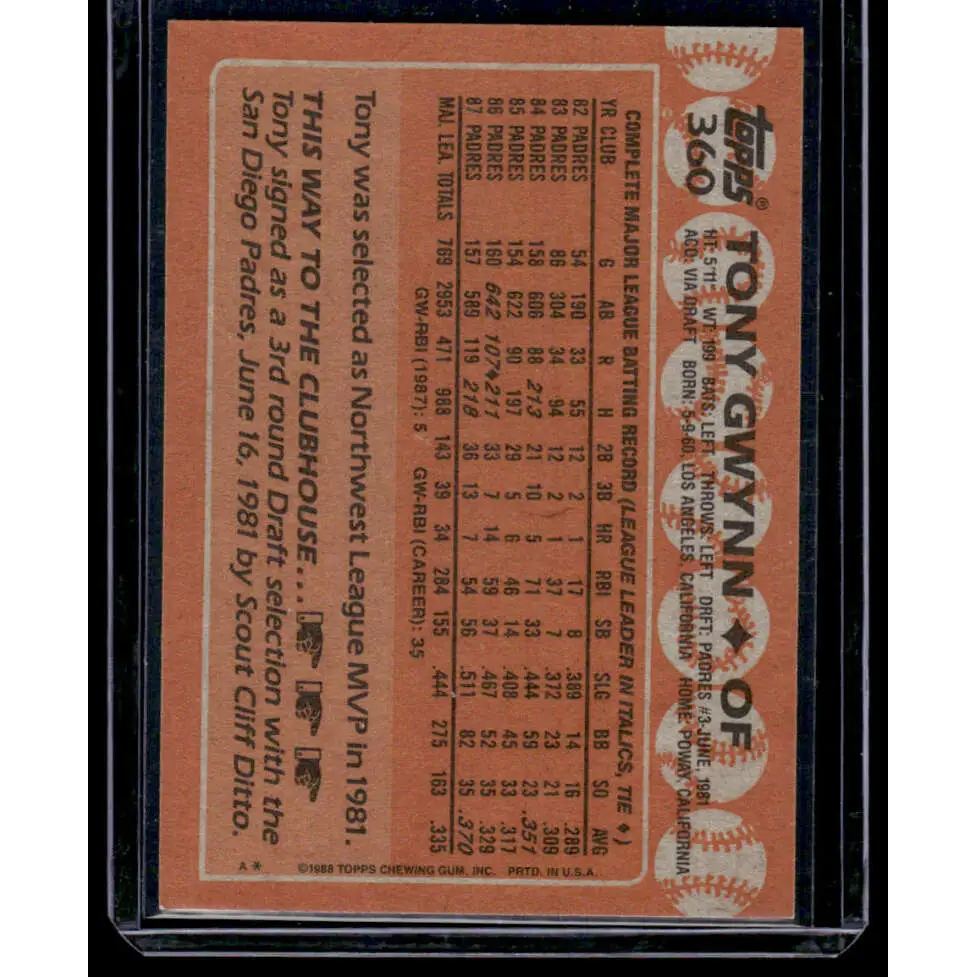 topps®
360 TONY GWYNN ♦ OF
HT: 5'11" WT: 199 BATS: LEFT THROWS: LEFT DRFT: PADRES #3-JUNE, 1981
ACQ: VIA DRAFT BORN: 5-9-60, LOS ANGELES, CALIFORNIA HOME: POWAY, CALIFORNIA
COMPLETE MAJOR LEAGUE BATTING RECORD (LEAGUE LEADER IN ITALICS, TIE ♦)
YR CLUB G AB R H 2B 3B HR RBI SB SLG BB SO AVG
82 PADRES 54 190 33 55 12 2 1 17 8 .389 14 16 .289
83 PADRES 86 304 34 94 12 2 1 37 7 .372 23 21 .309
84 PADRES 158 606 88 213 21 10 5 71 33 .444 59 23 .351
85 PADRES 154 622 90 197 29 5 6 46 14 .408 45 33 .317
86 PADRES 160 642 107♦ 211 33 7 14 59 37 .467 52 35 .329
87 PADRES 157 589 119 218 36 13 7 54 56 .511 82 35 .370
MAJ. LEA. TOTALS 769 2953 471 988 143 39 34 284 155 .444 275 163 .335
GW-RBI (1987): 5 GW-RBI (CAREER): 35
Tony was selected as Northwest League MVP in 1981.
THIS WAY TO THE CLUBHOUSE...
Tony signed as a 3rd round Draft selection with the
San Diego Padres, June 16, 1981 by Scout Cliff Ditto.
©1988 TOPPS CHEWING GUM, INC. PRTD. IN U.S.A.
A *